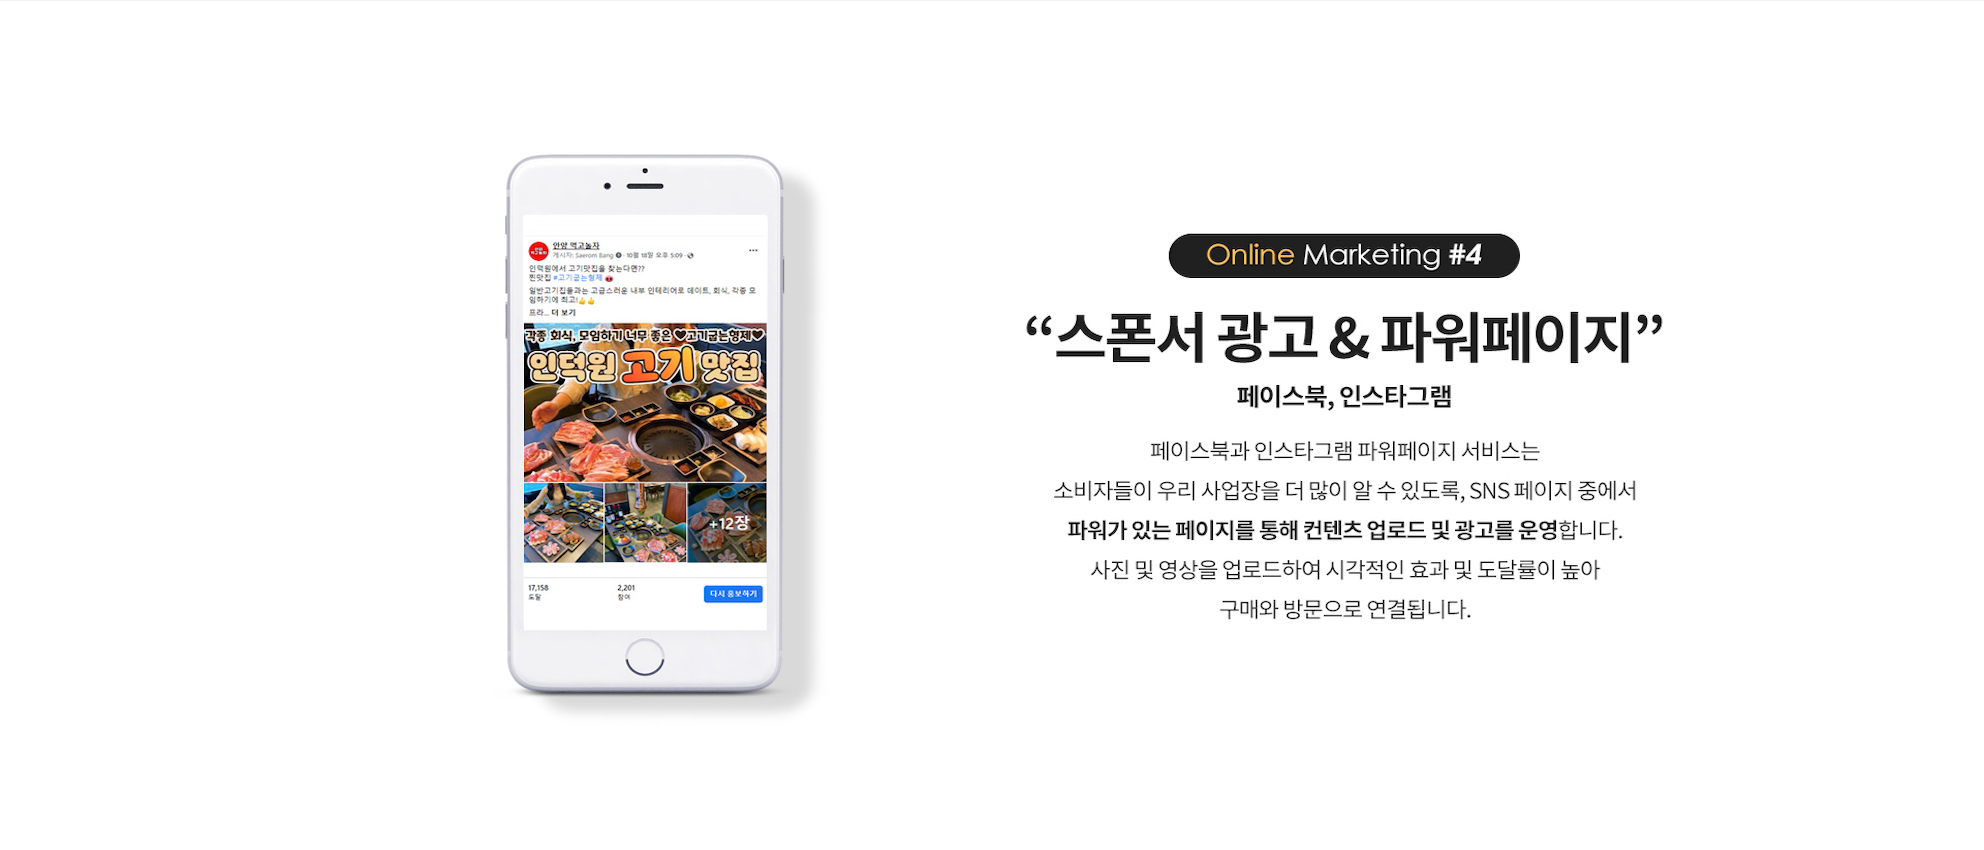 안양 먹고놀자
게시자: Saerom Bang · 10월 18일 오후 5:09 ·
인덕원에서 고기맛집을 찾는다면??
찐맛집 #고기굽는형제
일반고기집들과는 고급스러운 내부 인테리어로 데이트, 회식, 각종 모
임하기에 최고!👍👍
프라... 더 보기
각종 회식, 모임하기 너무 좋은 ♥고기굽는형제♥
인덕원 고기 맛집
+12장
17,158
도달
2,201
참여
다시 홍보하기
Online Marketing #4
“스폰서 광고 & 파워페이지”
페이스북, 인스타그램
페이스북과 인스타그램 파워페이지 서비스는
소비자들이 우리 사업장을 더 많이 알 수 있도록, SNS 페이지 중에서
파워가 있는 페이지를 통해 컨텐츠 업로드 및 광고를 운영합니다.
사진 및 영상을 업로드하여 시각적인 효과 및 도달률이 높아
구매와 방문으로 연결됩니다.